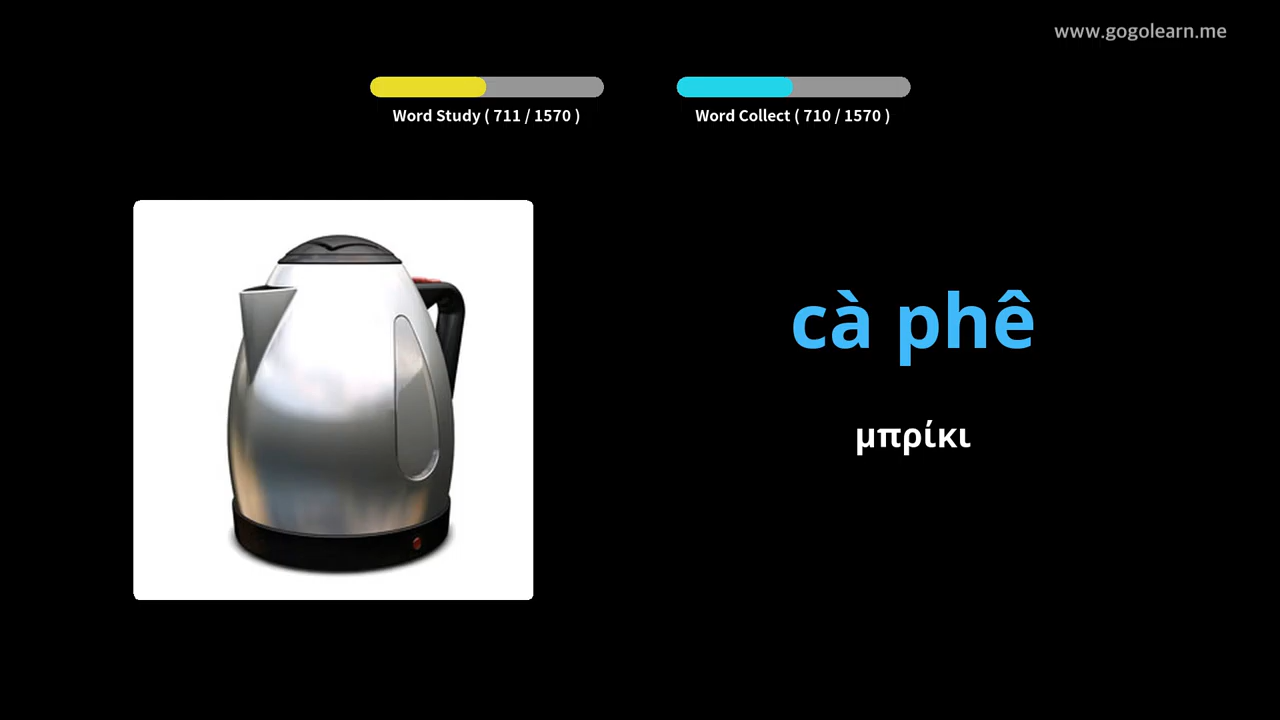 www.gogolearn.me
Word Study ( 711 / 1570 )
Word Collect ( 710 / 1570 )
cà phê
μπρίκι